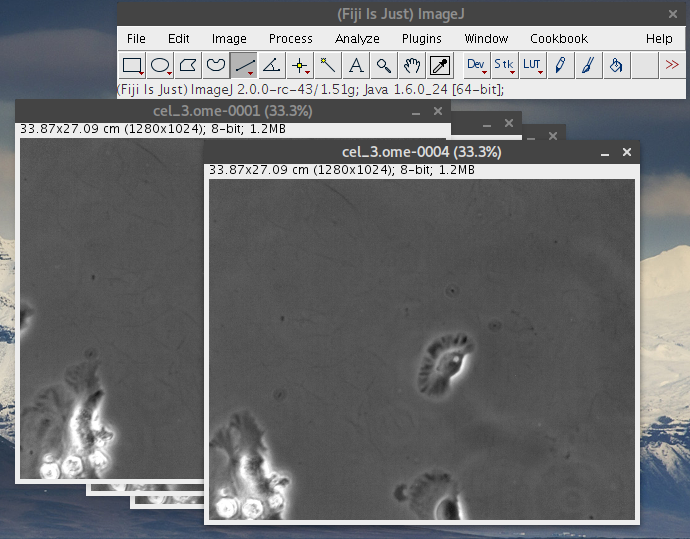 (Fiji Is Just) ImageJ
File Edit Image Process Analyze Plugins Window Cookbook Help
A Dev Stk LUT >>
(Fiji Is Just) ImageJ 2.0.0-rc-43/1.51g; Java 1.6.0_24 [64-bit];
cel_3.ome-0001 (33.3%)
33.87x27.09 cm (1280x1024); 8-bit; 1.2MB
cel_3.ome-0004 (33.3%)
33.87x27.09 cm (1280x1024); 8-bit; 1.2MB